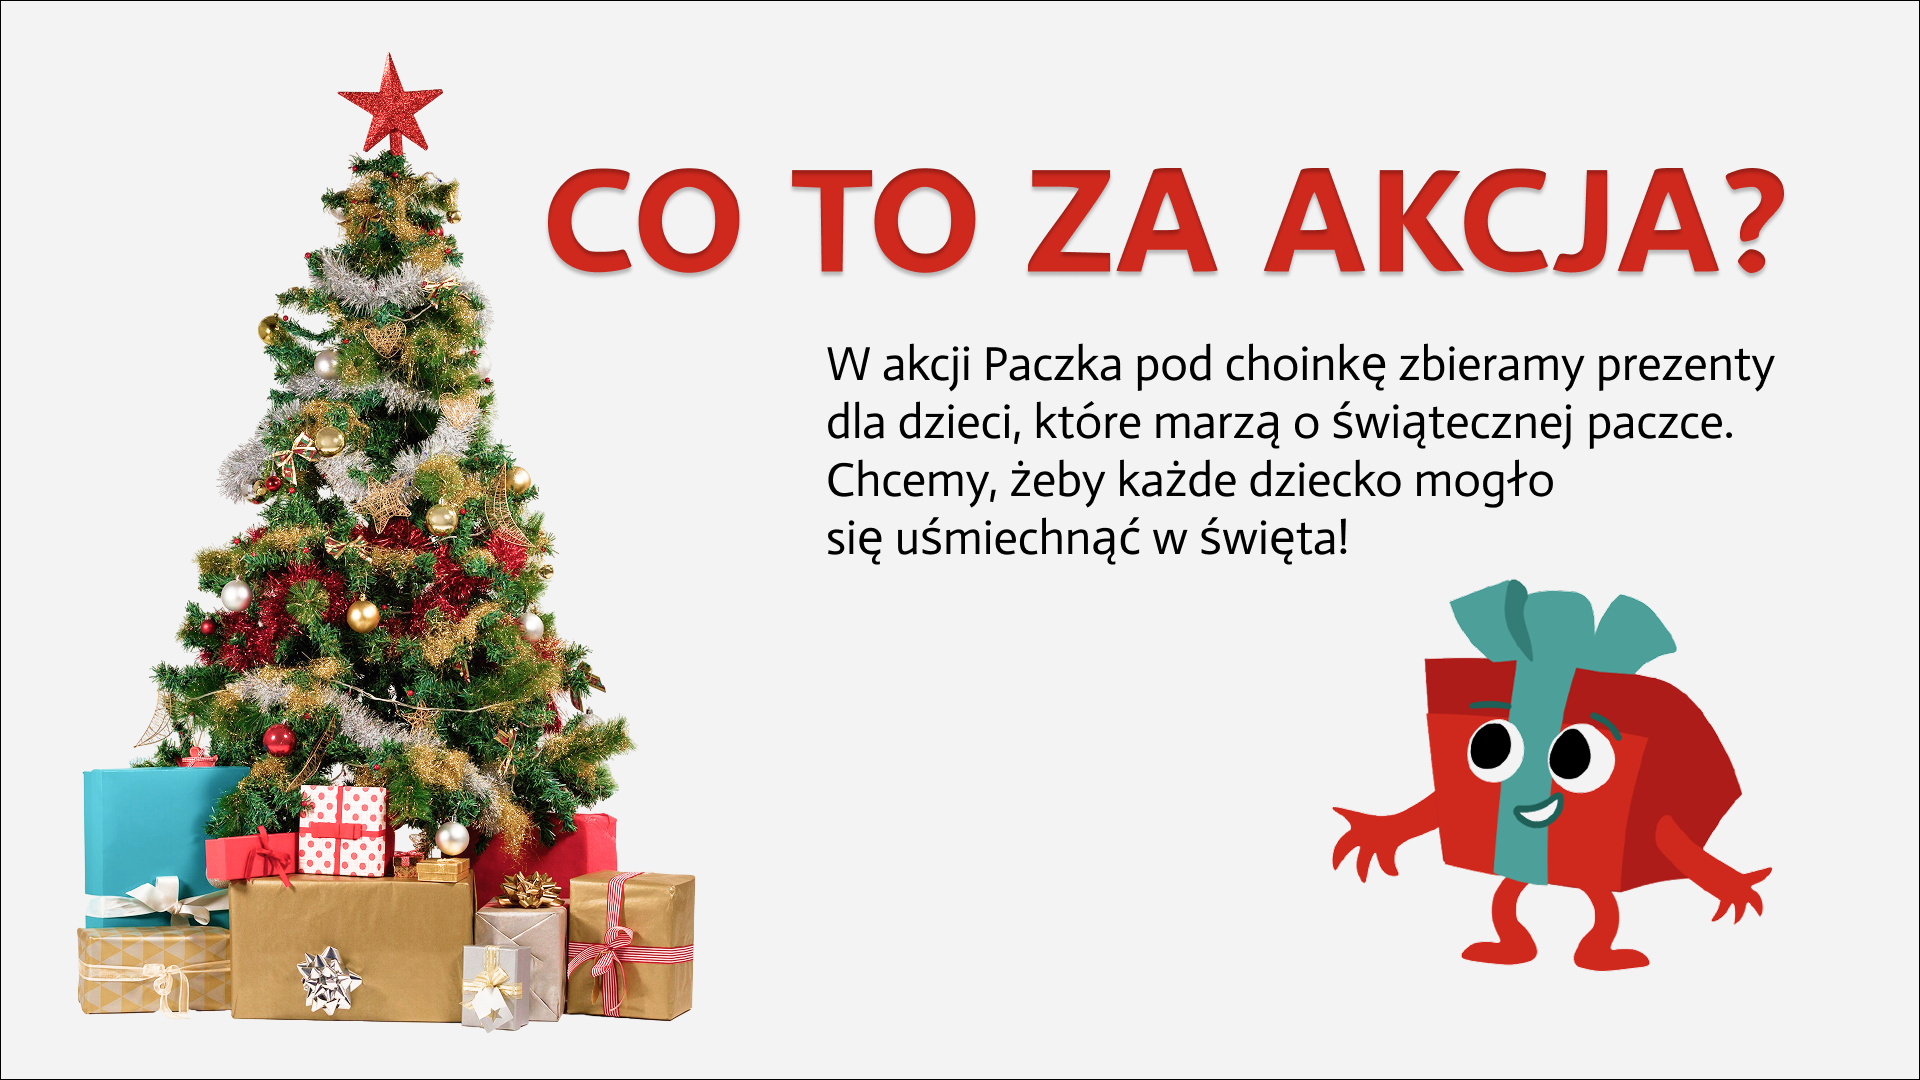 CO TO ZA AKCJA?
W akcji Paczka pod choinkę zbieramy prezenty
dla dzieci, które marzą o świątecznej paczce.
Chcemy, żeby każde dziecko mogło
się uśmiechnąć w święta!